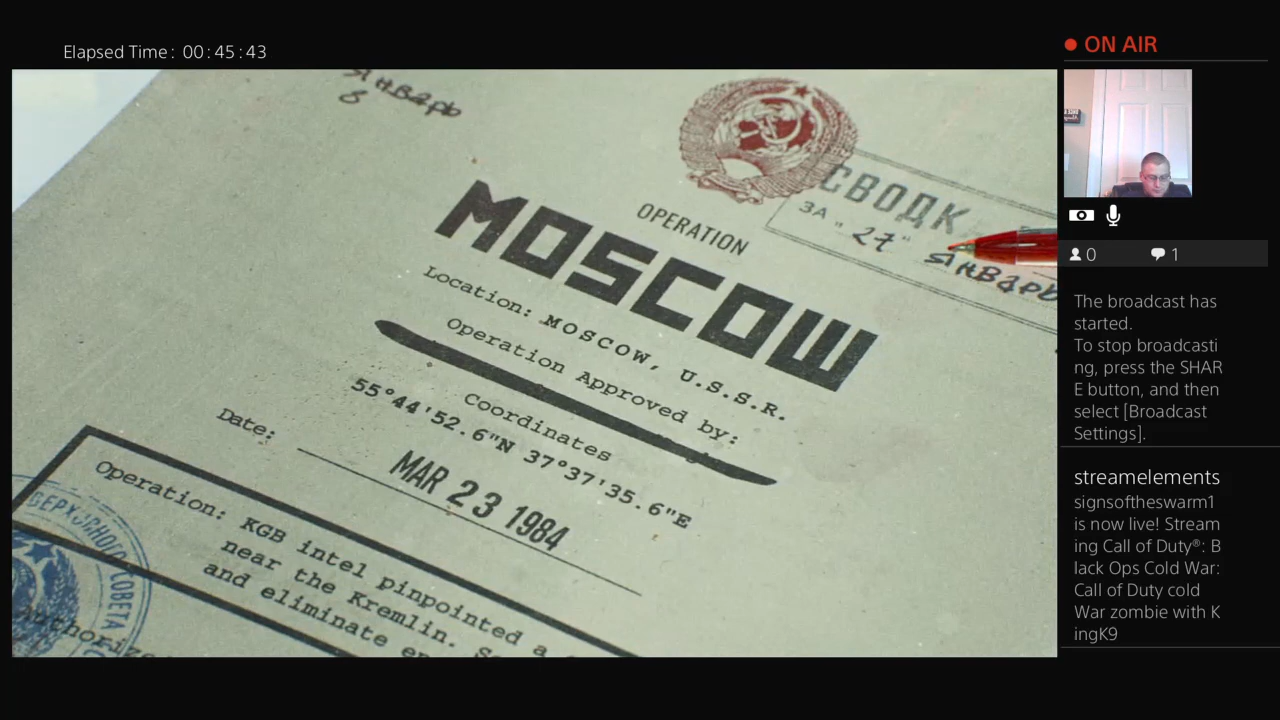 Elapsed Time: 00:45:43
ON AIR
Январь
СВОДК
ЗА "27"
Январь
OPERATION
MOSCOW
Location: MOSCOW, U.S.S.R.
Operation Approved by:
Coordinates
55°44'52.6"N 37°37'35.6"E
Date:
MAR 23 1984
Operation: KGB intel pinpointed a
near the Kremlin.
and eliminate
СОВЕТА
0
1
The broadcast has
started.
To stop broadcasti
ng, press the SHAR
E button, and then
select [Broadcast
Settings].
streamelements
signsoftheswarm1
is now live! Stream
ing Call of Duty®: B
lack Ops Cold War:
Call of Duty cold
War zombie with K
ingK9